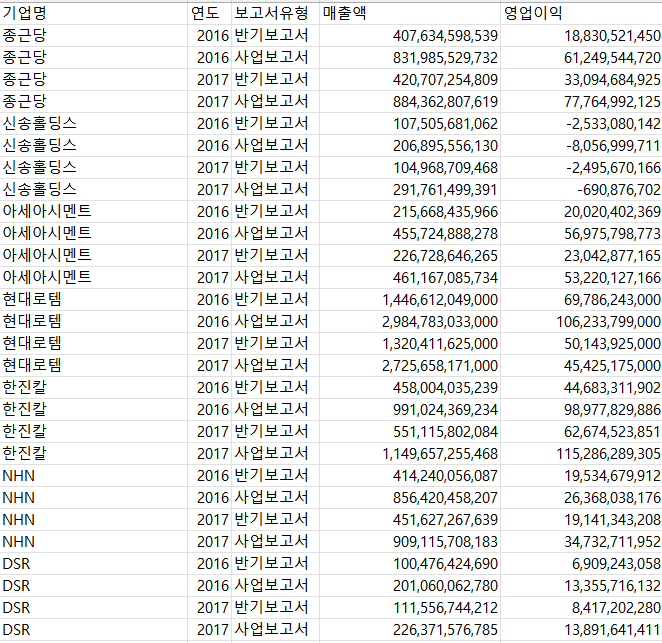 기업명 연도 보고서유형 매출액 영업이익
종근당 2016 반기보고서 407,634,598,539 18,830,521,450
종근당 2016 사업보고서 831,985,529,732 61,249,544,720
종근당 2017 반기보고서 420,707,254,809 33,094,684,925
종근당 2017 사업보고서 884,362,807,619 77,764,992,125
신송홀딩스 2016 반기보고서 107,505,681,062 -2,533,080,142
신송홀딩스 2016 사업보고서 206,895,556,130 -8,056,999,711
신송홀딩스 2017 반기보고서 104,968,709,468 -2,495,670,166
신송홀딩스 2017 사업보고서 291,761,499,391 -690,876,702
아세아시멘트 2016 반기보고서 215,668,435,966 20,020,402,369
아세아시멘트 2016 사업보고서 455,724,888,278 56,975,798,773
아세아시멘트 2017 반기보고서 226,728,646,265 23,042,877,165
아세아시멘트 2017 사업보고서 461,167,085,734 53,220,127,166
현대로템 2016 반기보고서 1,446,612,049,000 69,786,243,000
현대로템 2016 사업보고서 2,984,783,033,000 106,233,799,000
현대로템 2017 반기보고서 1,320,411,625,000 50,143,925,000
현대로템 2017 사업보고서 2,725,658,171,000 45,425,175,000
한진칼 2016 반기보고서 458,004,035,239 44,683,311,902
한진칼 2016 사업보고서 991,024,369,234 98,977,829,886
한진칼 2017 반기보고서 551,115,802,084 62,674,523,851
한진칼 2017 사업보고서 1,149,657,255,468 115,286,289,305
NHN 2016 반기보고서 414,240,056,087 19,534,679,912
NHN 2016 사업보고서 856,420,458,207 26,368,038,176
NHN 2017 반기보고서 451,627,267,639 19,141,343,208
NHN 2017 사업보고서 909,115,708,183 34,732,711,952
DSR 2016 반기보고서 100,476,424,690 6,909,243,058
DSR 2016 사업보고서 201,060,062,780 13,355,716,132
DSR 2017 반기보고서 111,556,744,212 8,417,202,280
DSR 2017 사업보고서 226,371,576,785 13,891,641,411